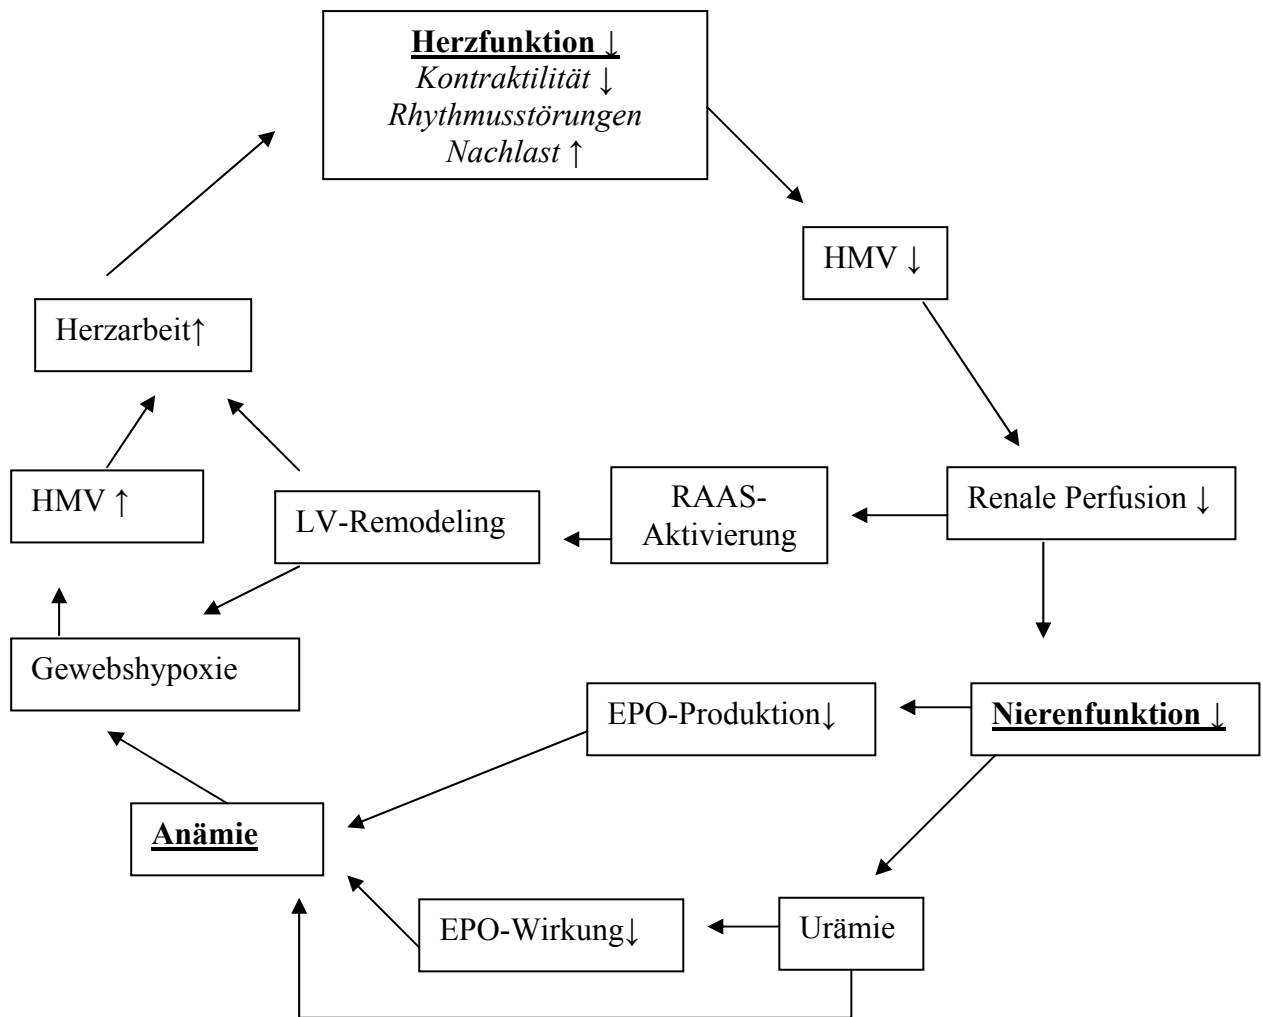 Herzfunktion ↓
Kontraktilität ↓
Rhythmusstörungen
Nachlast ↑
HMV ↓
Herzarbeit↑
HMV ↑
LV-Remodeling
RAAS-
Aktivierung
Renale Perfusion ↓
Gewebshypoxie
EPO-Produktion↓
Nierenfunktion ↓
Anämie
EPO-Wirkung↓
Urämie